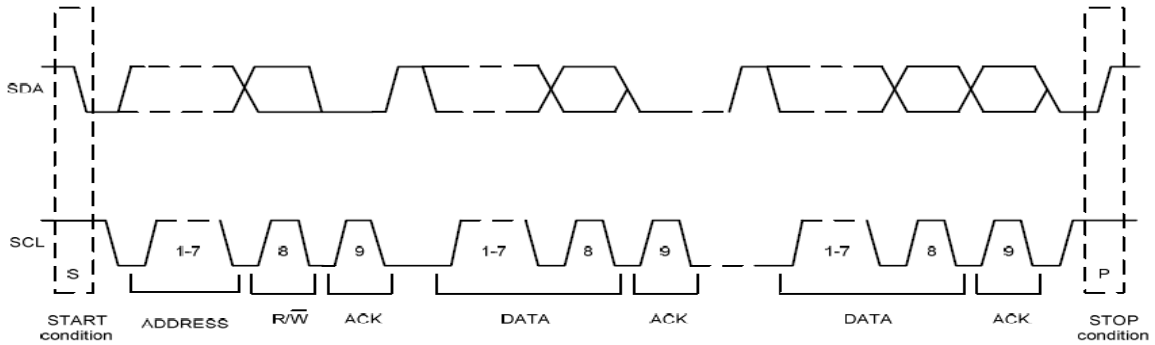 SDA
SCL
1-7 8 9 1-7 8 9 1-7 8 9
S P
START condition ADDRESS R/W̅ ACK DATA ACK DATA ACK STOP condition